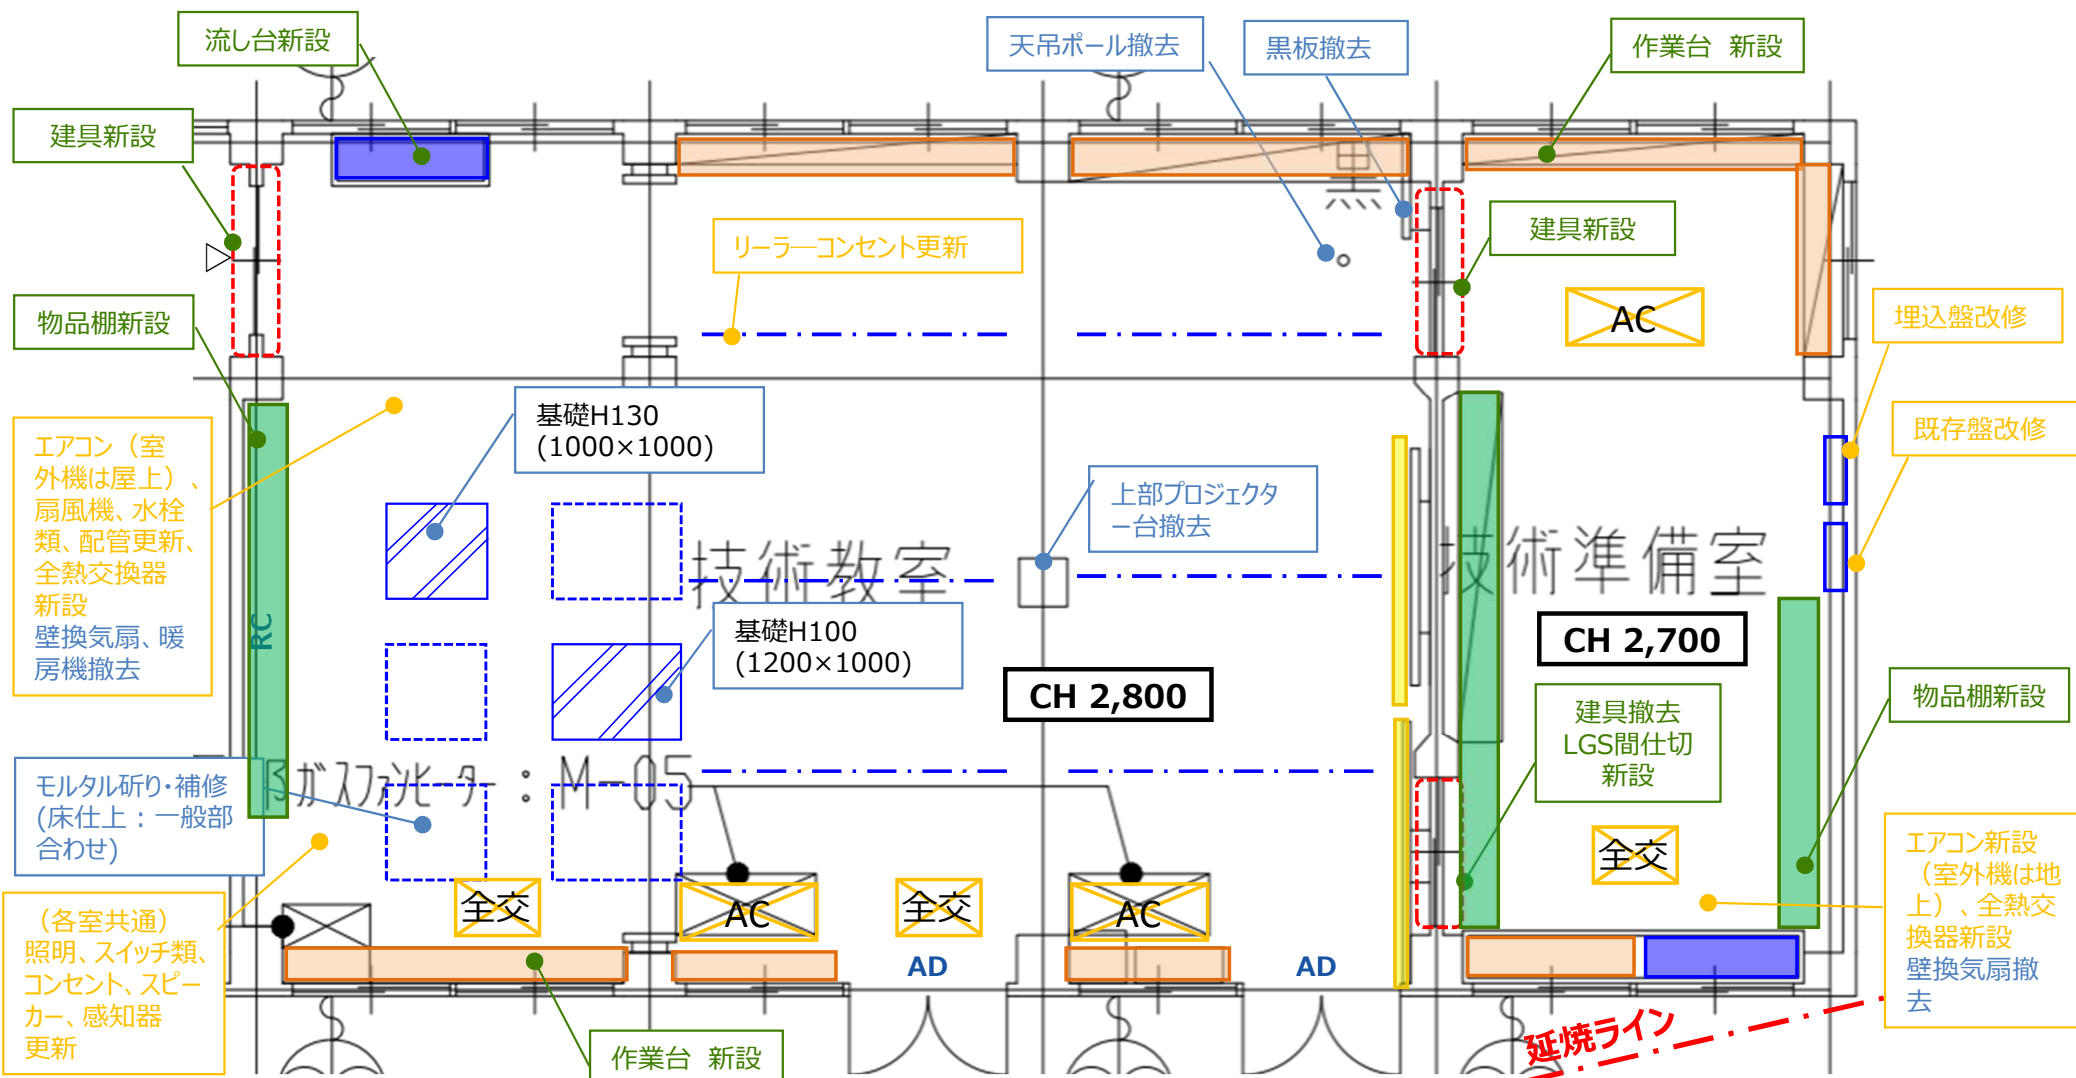 流し台新設
天吊ポール撤去
黒板撤去
作業台 新設
建具新設
黒
リーラーコンセント更新
建具新設
物品棚新設
AC
埋込盤改修
エアコン（室
外機は屋上）、
扇風機、水栓
類、配管更新、
全熱交換器
新設
壁換気扇、暖
房機撤去
基礎H130
(1000×1000)
既存盤改修
上部プロジェクタ
ー台撤去
技術教室
技術準備室
RC
基礎H100
(1200×1000)
CH 2,700
CH 2,800
建具撤去
LGS間仕切
新設
物品棚新設
ガスファンヒーター：M-05
モルタル斫り・補修
(床仕上：一般部
合わせ)
全交
エアコン新設
（室外機は地
上）、全熱交
換器新設
壁換気扇撤
去
（各室共通）
照明、スイッチ類、
コンセント、スピー
カー、感知器
更新
全交
AC
全交
AC
AD
AD
延焼ライン
作業台 新設